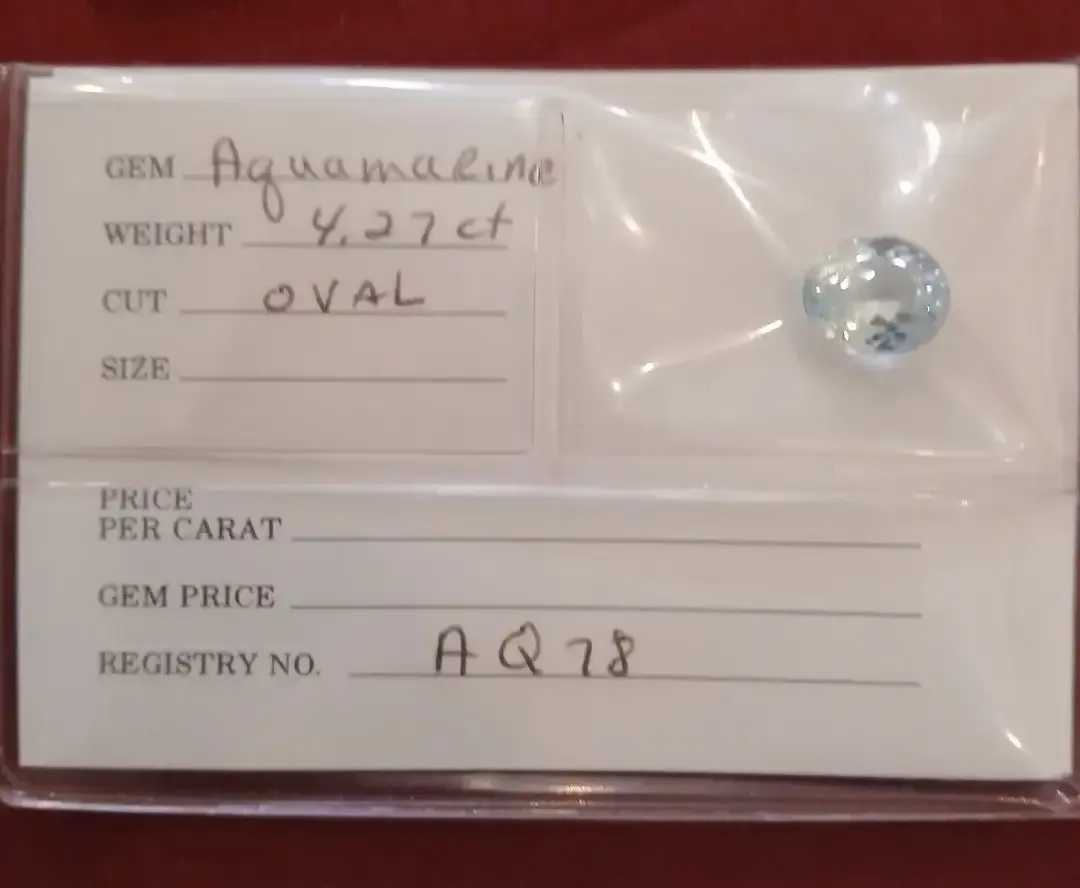 GEM Aquamarine
WEIGHT 4.27 ct
CUT OVAL
SIZE
PRICE
PER CARAT
GEM PRICE
REGISTRY NO. AQ78